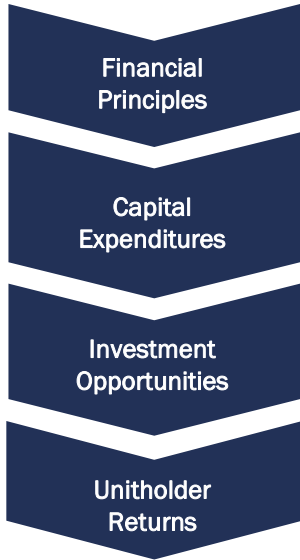 Financial
Principles
Capital
Expenditures
Investment
Opportunities
Unitholder
Returns